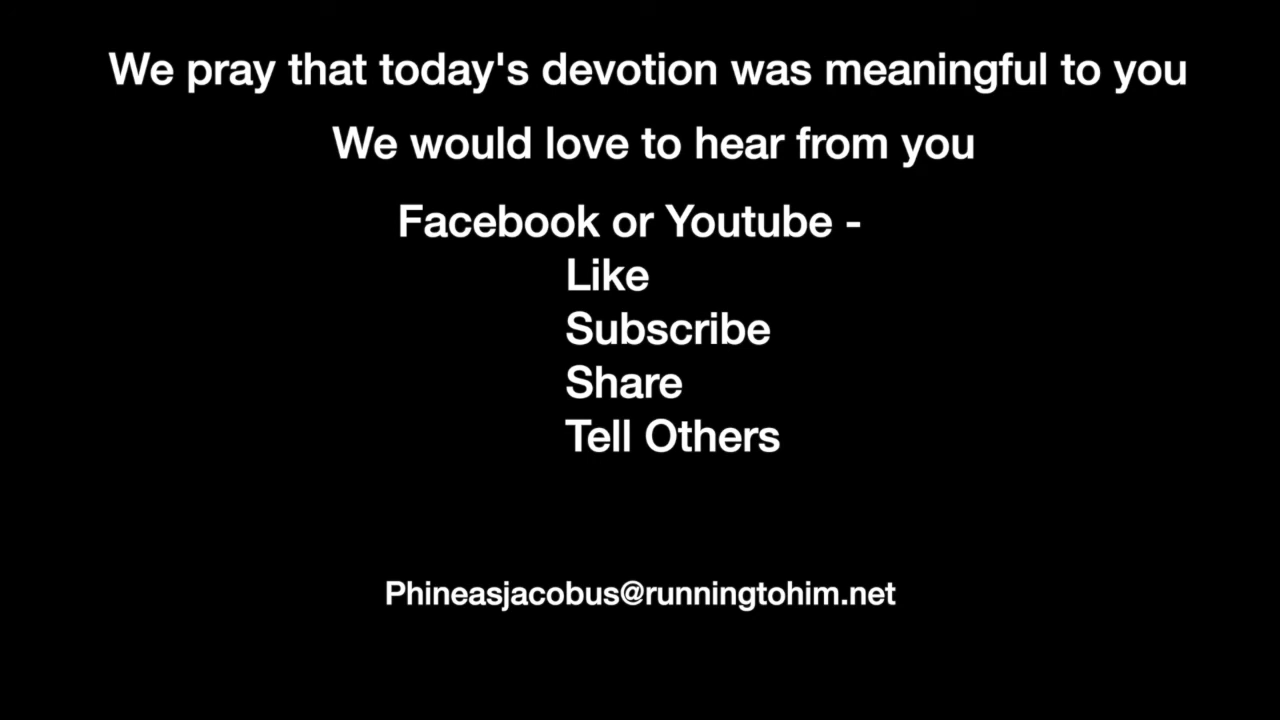 We pray that today's devotion was meaningful to you
We would love to hear from you
Facebook or Youtube -
Like
Subscribe
Share
Tell Others
Phineasjacobus@runningtohim.net